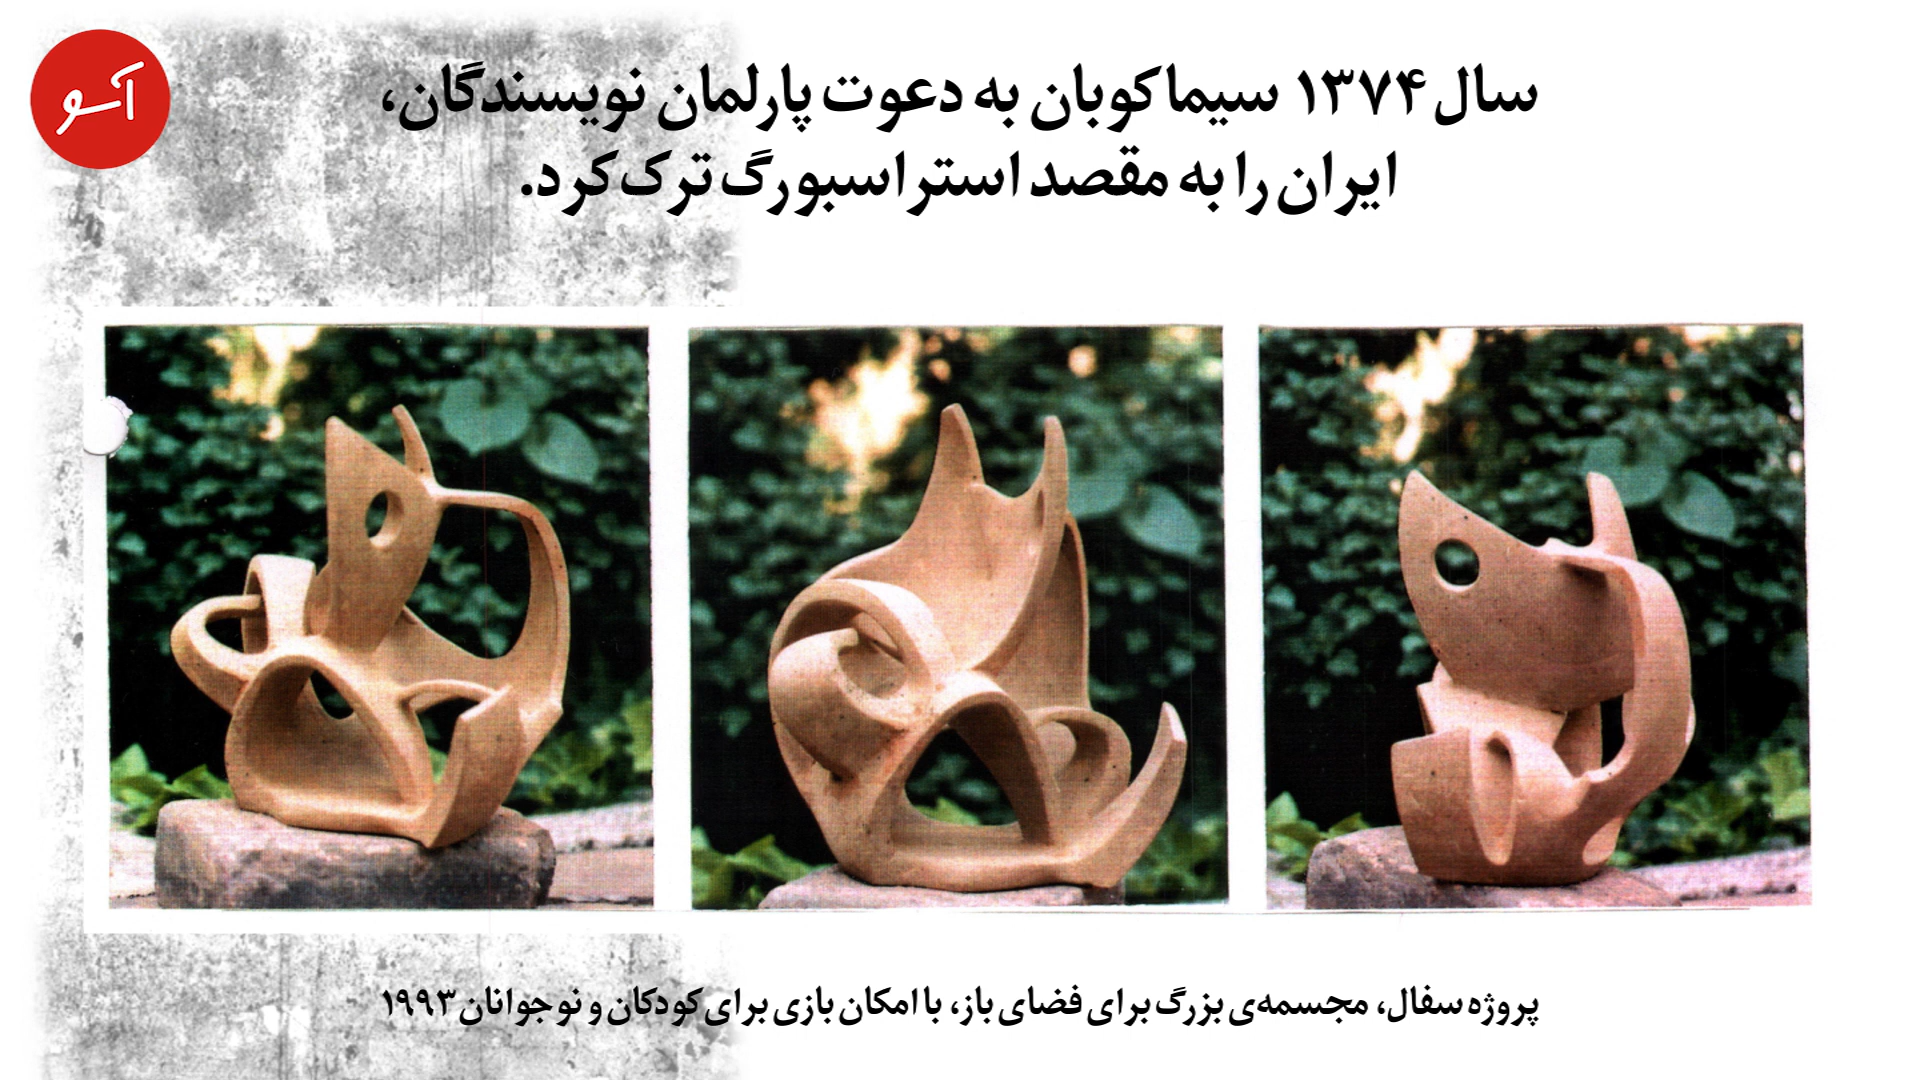 آسو
سال ۱۳۷۴ سیما کوبان به دعوت پارلمان نویسندگان،
ایران را به مقصد استراسبورگ ترک کرد.
پروژه سفال، مجسمه‌ی بزرگ برای فضای باز، با امکان بازی برای کودکان و نوجوانان ۱۹۹۳